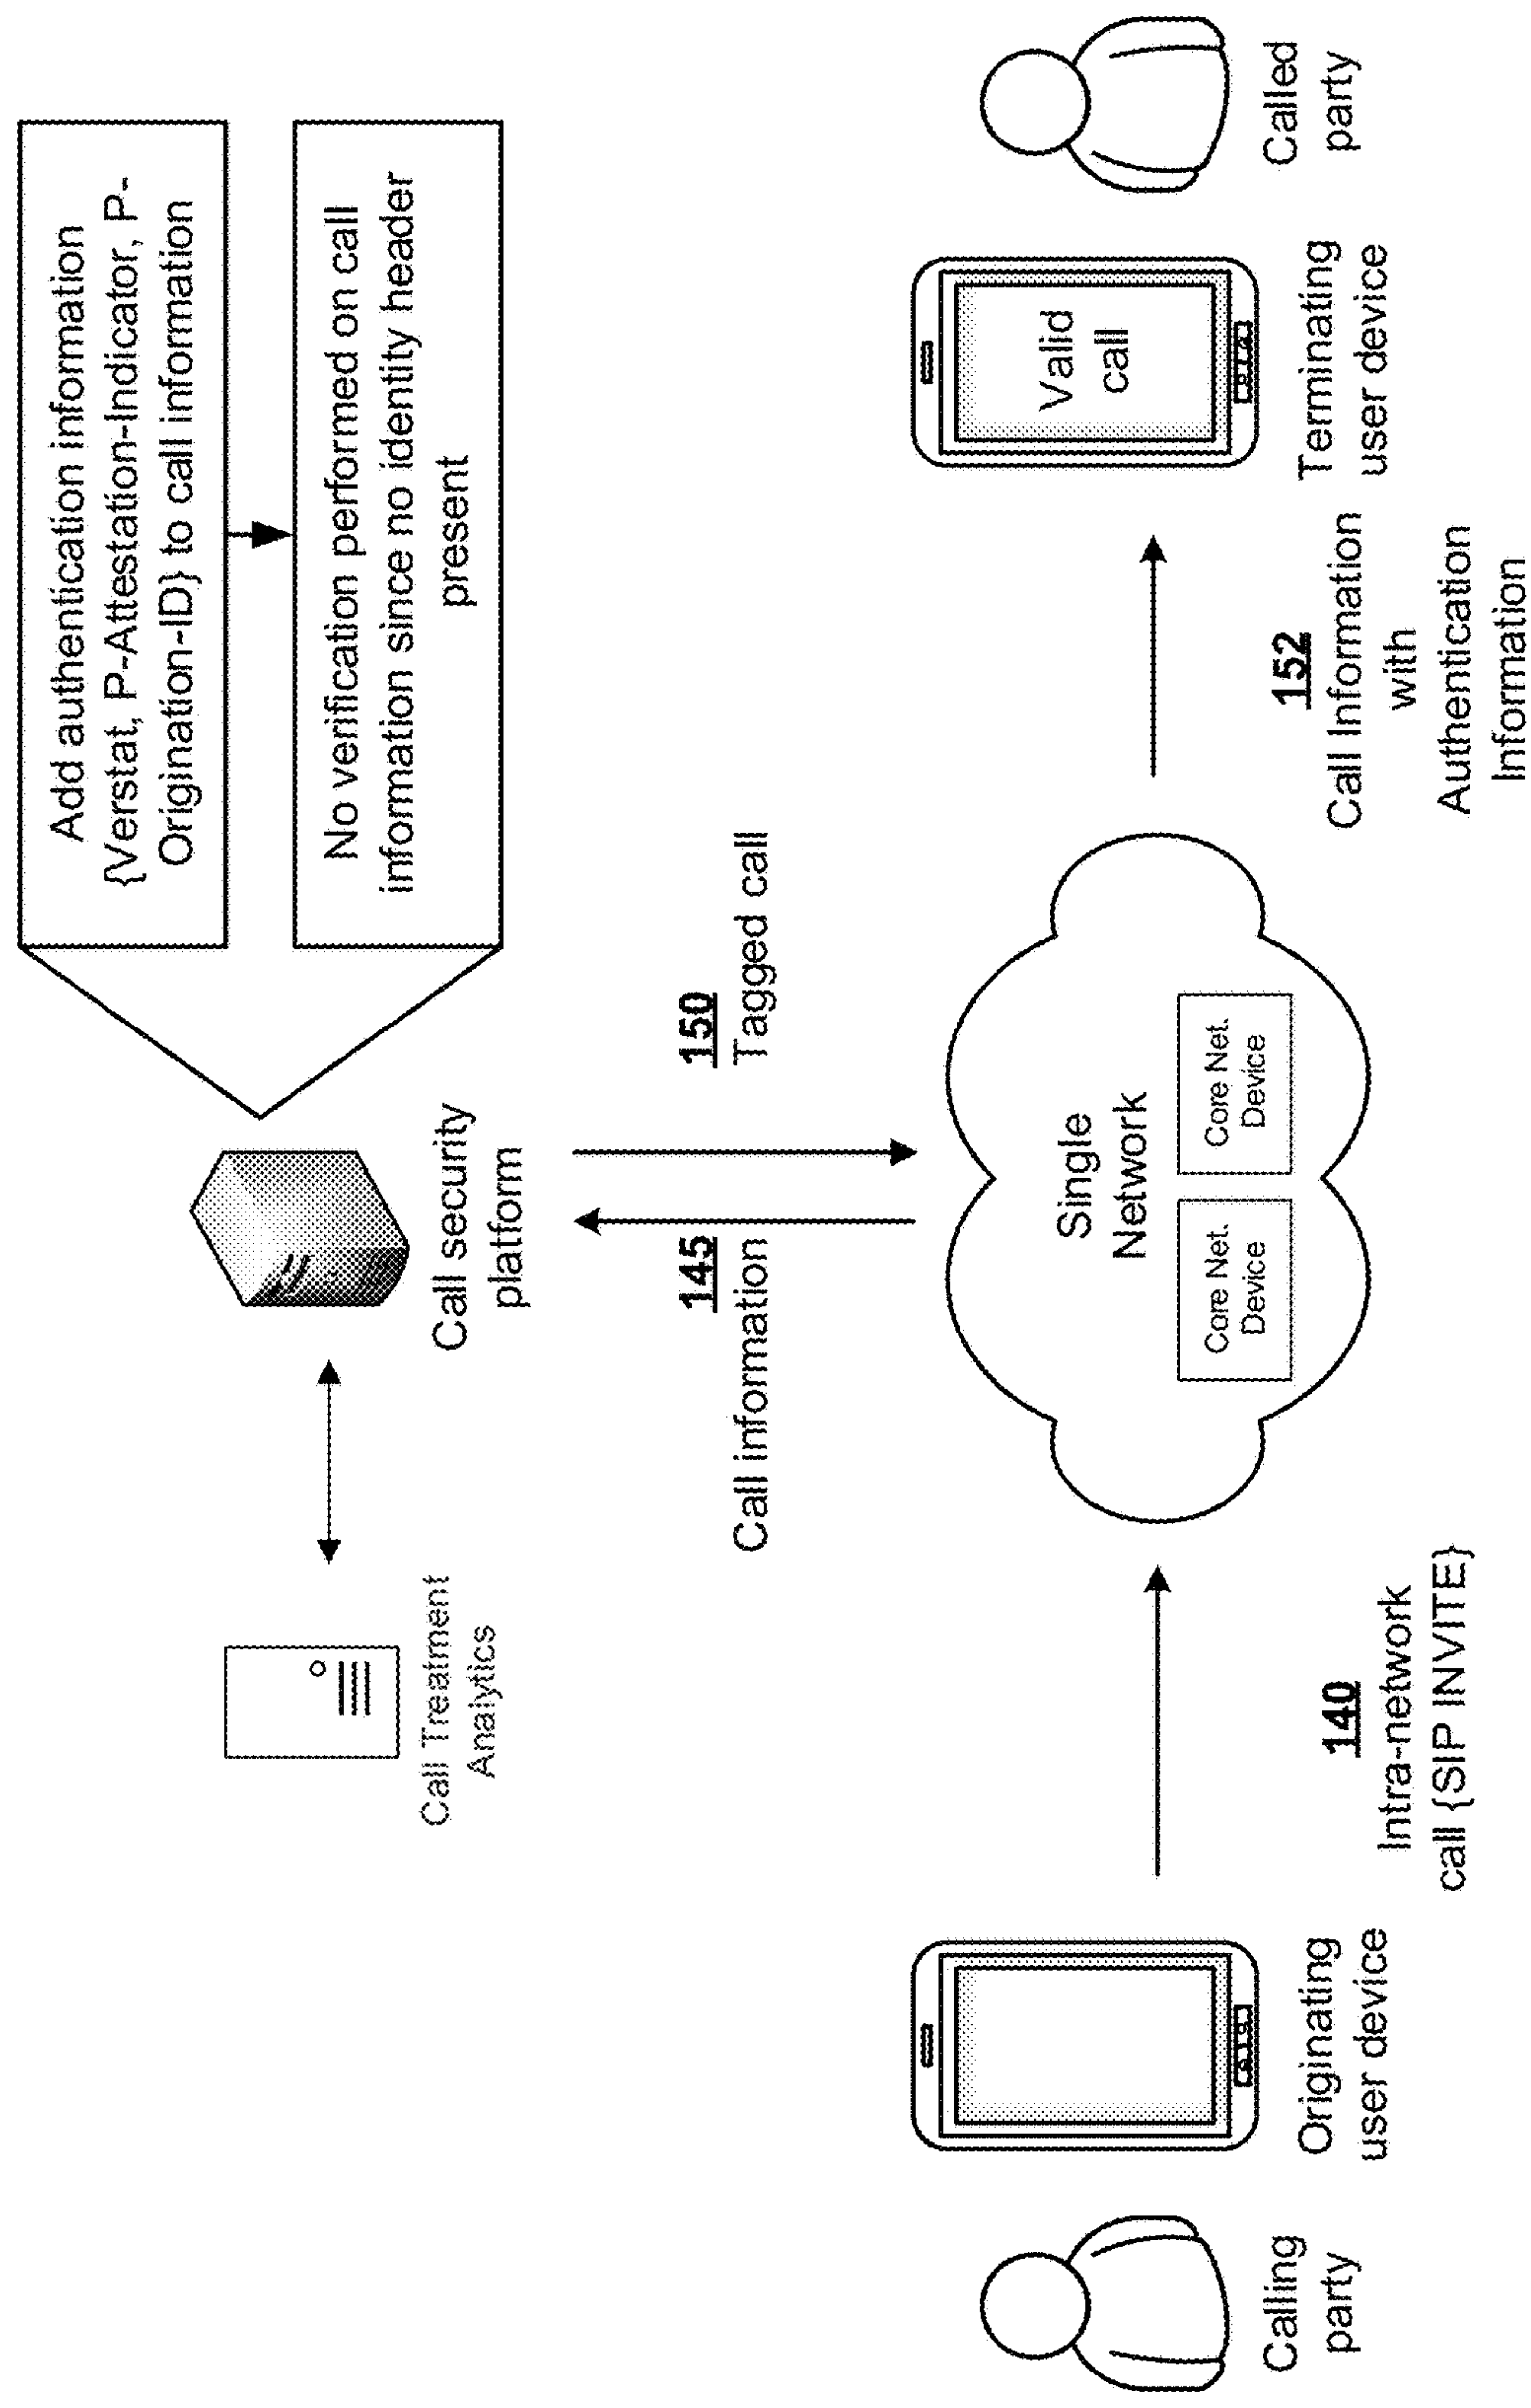 Add authentication information
{Verstat, P-Attestation-Indicator, P-
Origination-ID} to call information
No verification performed on call
information since no identity header
present
Call Treatment
Analytics
Call security
platform
145
Call information
150
Tagged call
Single
Network
Core Net.
Device
Core Net.
Device
Valid
call
Calling
party
Originating
user device
140
Intra-network
call {SIP INVITE}
152
Call Information
with
Authentication
Information
Terminating
user device
Called
party